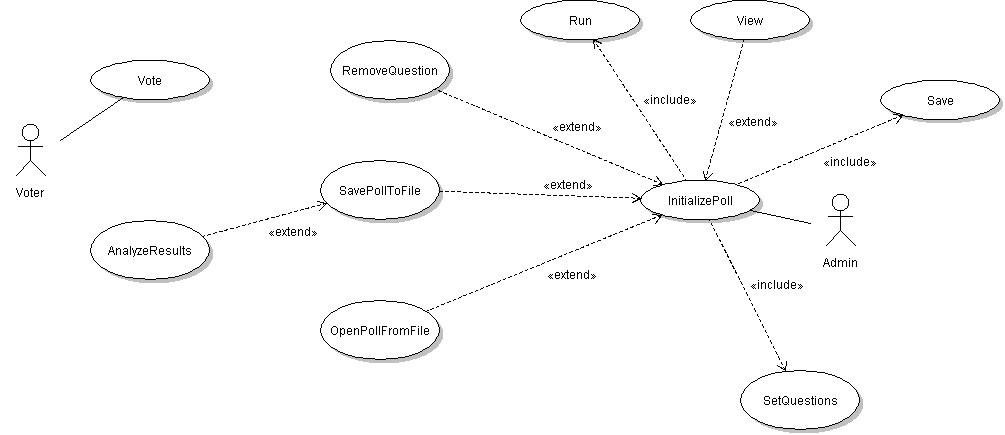 Run
View
RemoveQuestion
Vote
Save
«include»
«extend»
«extend»
«include»
Voter
SavePollToFile
«extend»
InitializePoll
«extend»
AnalyzeResults
Admin
«extend»
«include»
OpenPollFromFile
SetQuestions